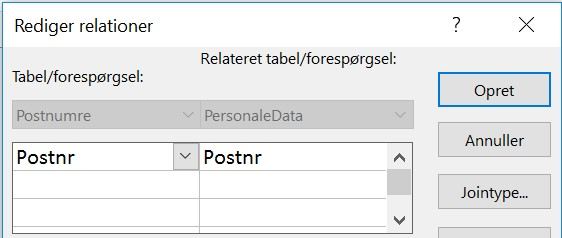 Rediger relationer
Tabel/forespørgsel:
Relateret tabel/forespørgsel:
Postnumre
PersonaleData
Postnr
Postnr
Opret
Annuller
Jointype...